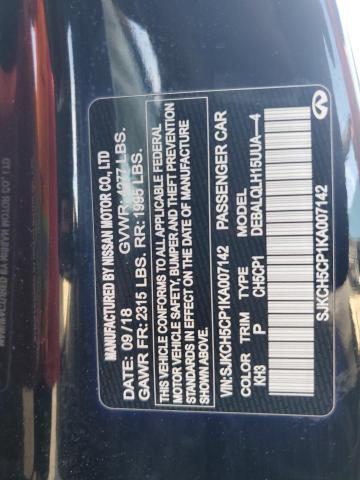 MANUFACTURED BY NISSAN MOTOR CO., LTD
DATE: 09/18 GVWR: 4277 LBS.
GAWR FR: 2315 LBS. RR: 1995 LBS.
THIS VEHICLE CONFORMS TO ALL APPLICABLE FEDERAL
MOTOR VEHICLE SAFETY, BUMPER AND THEFT PREVENTION
STANDARDS IN EFFECT ON THE DATE OF MANUFACTURE
SHOWN ABOVE.
VIN:SJKCH5CP1KA007142 PASSENGER CAR
COLOR TRIM TYPE MODEL
KH3 P CH5CP1 DEBALQLH15UUA----4
SJKCH5CP1KA007142